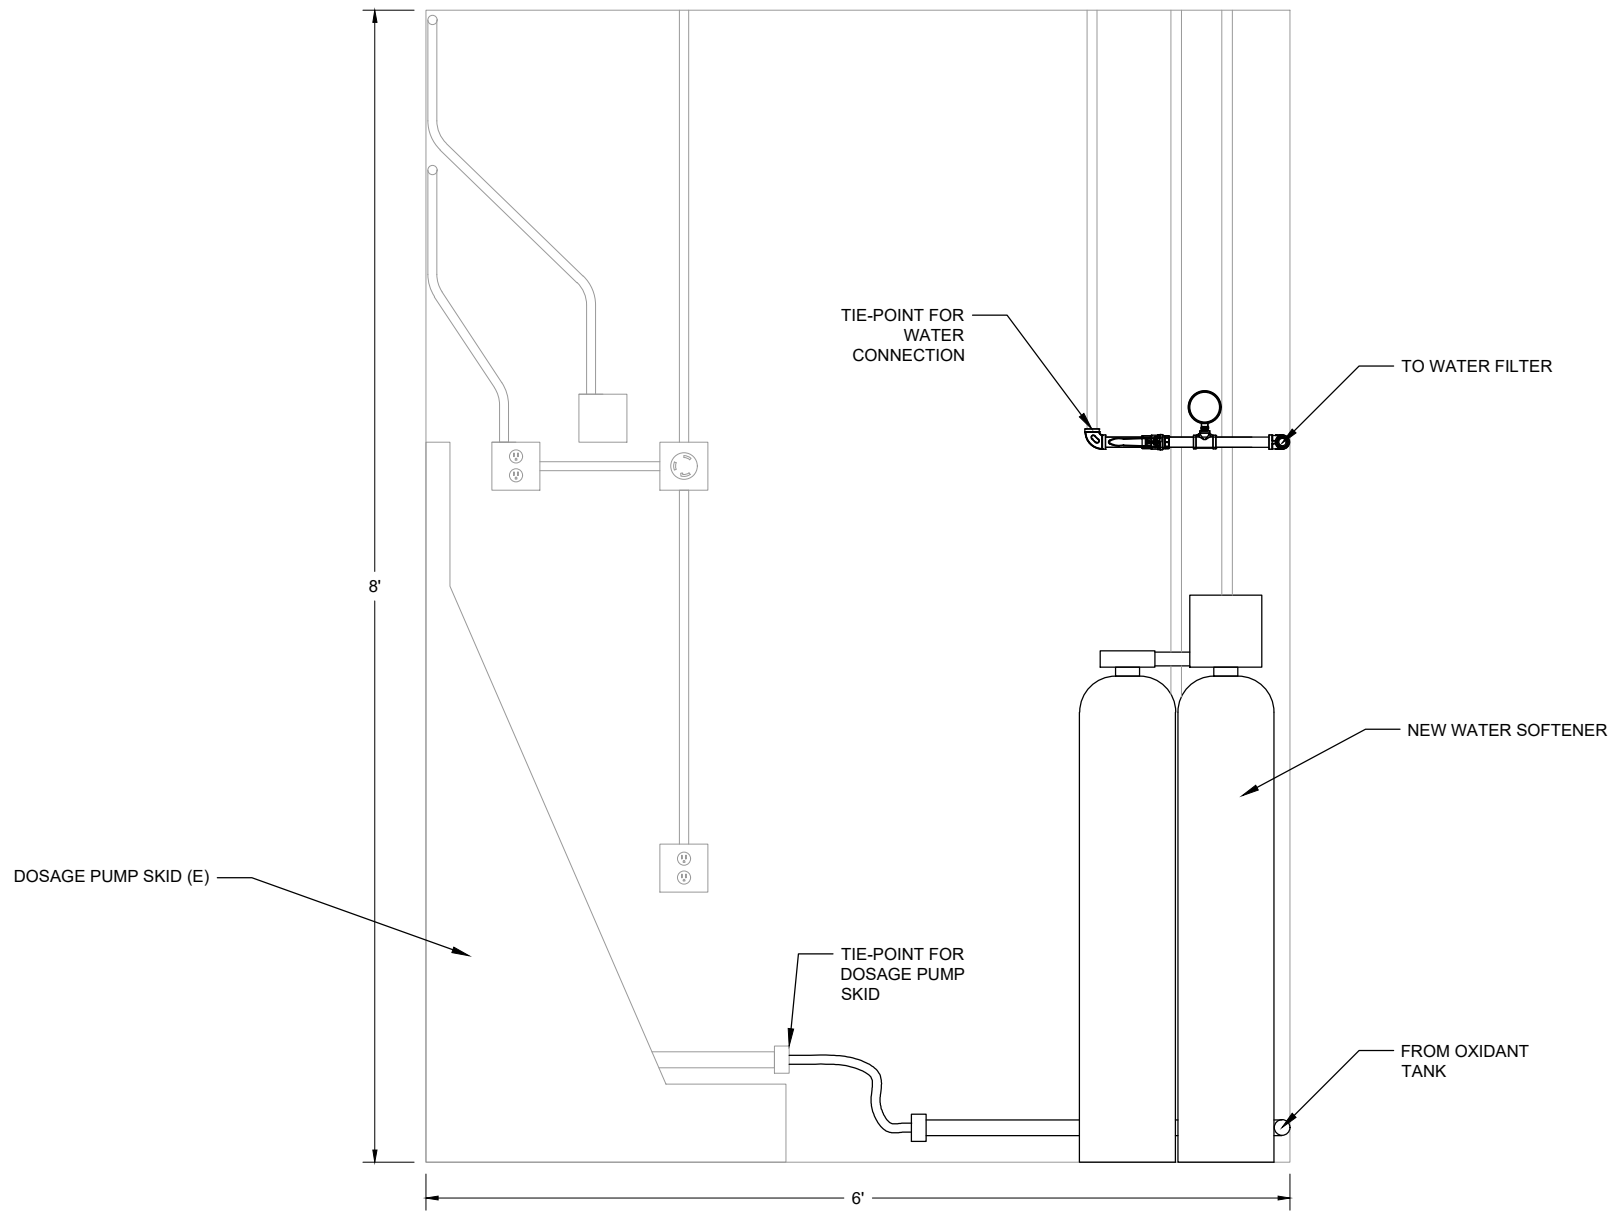 TIE-POINT FOR
WATER
CONNECTION
TO WATER FILTER
8'
NEW WATER SOFTENER
DOSAGE PUMP SKID (E)
TIE-POINT FOR
DOSAGE PUMP
SKID
FROM OXIDANT
TANK
6'